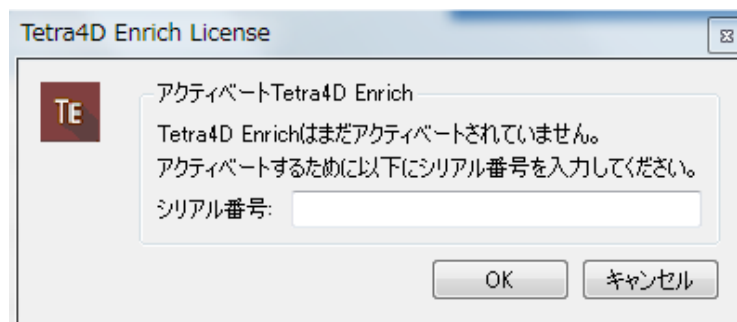 Tetra4D Enrich License
TE
アクティベートTetra4D Enrich
Tetra4D Enrichはまだアクティベートされていません。
アクティベートするために以下にシリアル番号を入力してください。
シリアル番号:
OK
キャンセル